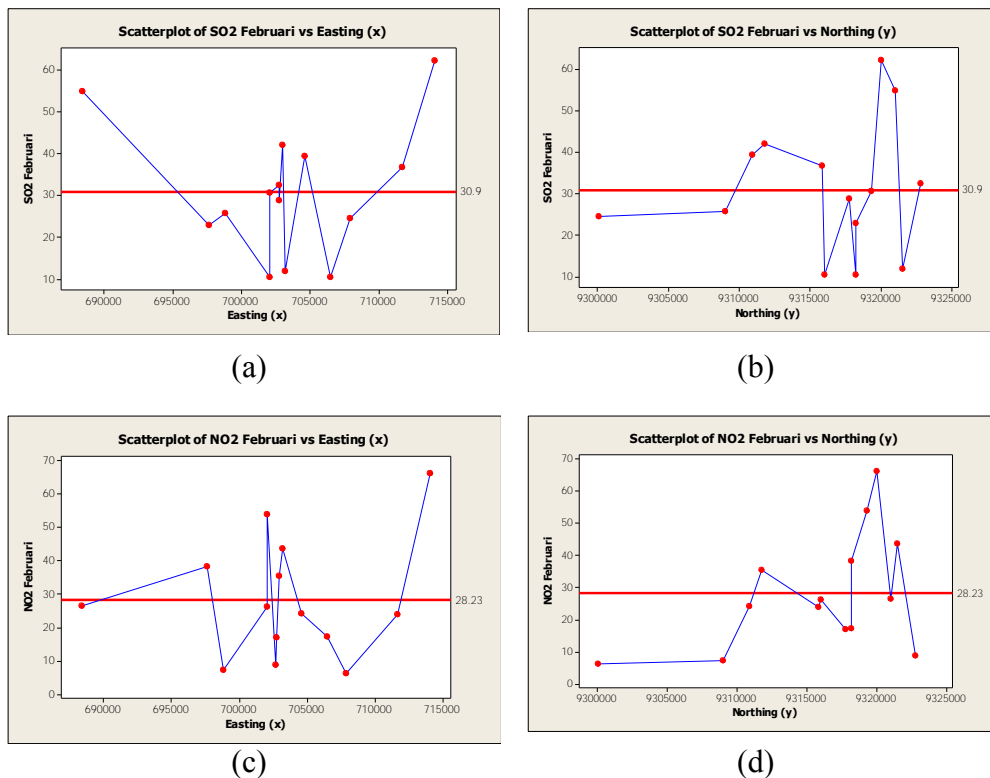 Scatterplot of SO2 Februari vs Easting (x)
60
50
40
30
20
10
SO2 Februari
30.9
690000 695000 700000 705000 710000 715000
Easting (x)
(a)
Scatterplot of SO2 Februari vs Northing (y)
60
50
40
30
20
10
SO2 Februari
30.9
9300000 9305000 9310000 9315000 9320000 9325000
Northing (y)
(b)
Scatterplot of NO2 Februari vs Easting (x)
70
60
50
40
30
20
10
0
NO2 Februari
28.23
690000 695000 700000 705000 710000 715000
Easting (x)
(c)
Scatterplot of NO2 Februari vs Northing (y)
70
60
50
40
30
20
10
0
NO2 Februari
28.23
9300000 9305000 9310000 9315000 9320000 9325000
Northing (y)
(d)